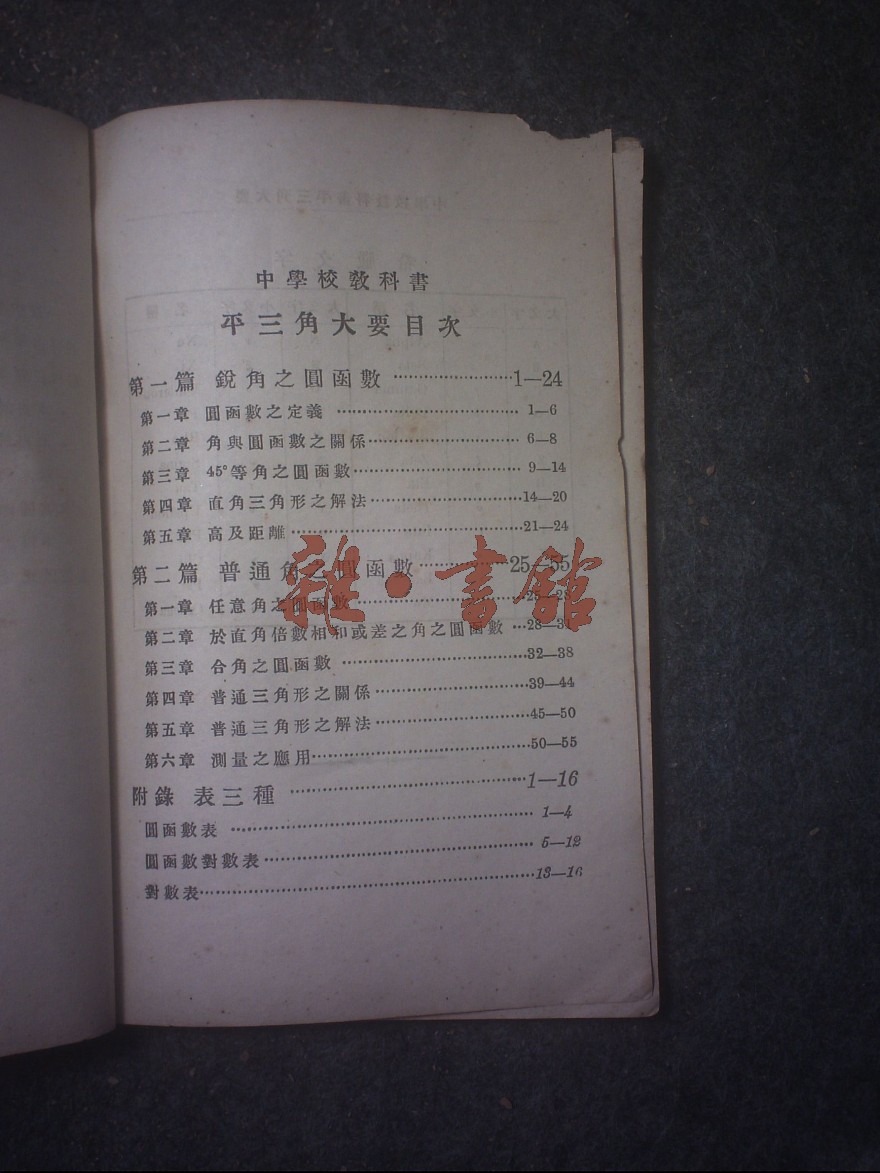 中學校教科書
平三角大要目次
第一篇 銳角之圓函數 ……………………1—24
第一章 圓函數之定義 ……………………1—6
第二章 角與圓函數之關係……………………6—8
第三章 45°等角之圓函數……………………9—14
第四章 直角三角形之解法……………………14—20
第五章 高及距離……………………21—24
第二篇 普通角之圓函數……………………25—55
第一章 任意角之圓函數……………………25—28
第二章 於直角倍數相和或差之角之圓函數 …28—31
第三章 合角之圓函數 ……………………32—38
第四章 普通三角形之關係……………………39—44
第五章 普通三角形之解法……………………45—50
第六章 測量之應用……………………50—55
附錄 表三種 ……………………1—16
圓函數表 ……………………1—4
圓函數對數表……………………5—12
對數表……………………13—16
雜·書館